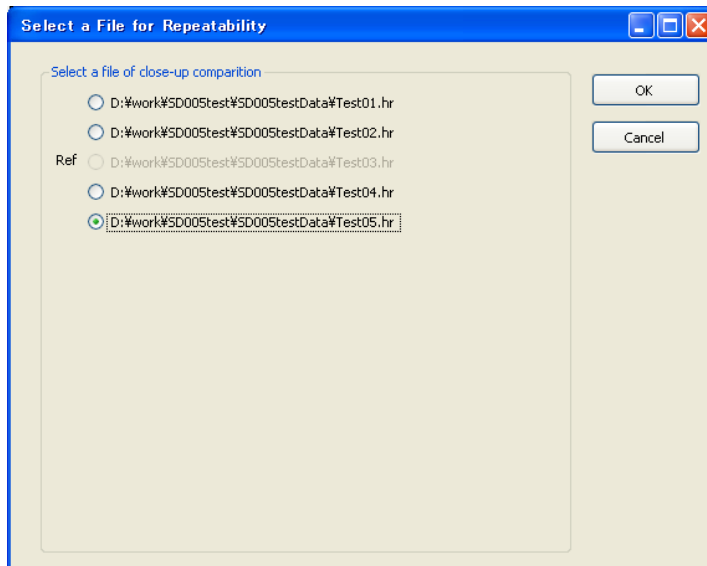 Select a File for Repeatability
Select a file of close-up comparition
OK
D:¥work¥SD005test¥SD005testData¥Test01.hr
D:¥work¥SD005test¥SD005testData¥Test02.hr
Cancel
Ref D:¥work¥SD005test¥SD005testData¥Test03.hr
D:¥work¥SD005test¥SD005testData¥Test04.hr
D:¥work¥SD005test¥SD005testData¥Test05.hr